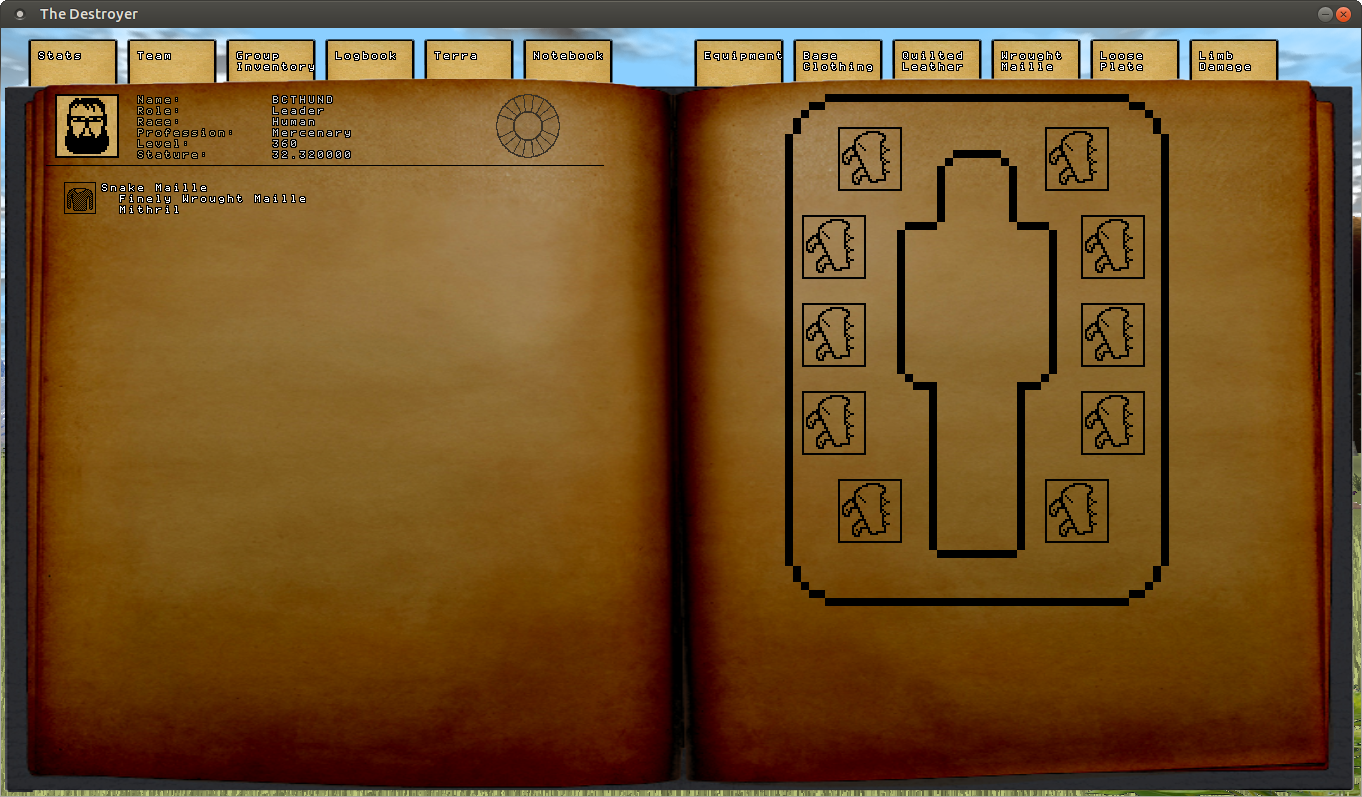 The Destroyer
Stats
Team
Group
Inventory
Logbook
Terra
Notebook
Equipment
Base
Clothing
Quilted
Leather
Wrought
Maille
Loose
Plate
Limb
Damage
Name: BCTHUND
Role: Leader
Race: Human
Profession: Mercenary
Level: 360
Stature: 32.320000
Snake Maille
Finely Wrought Maille
Mithril